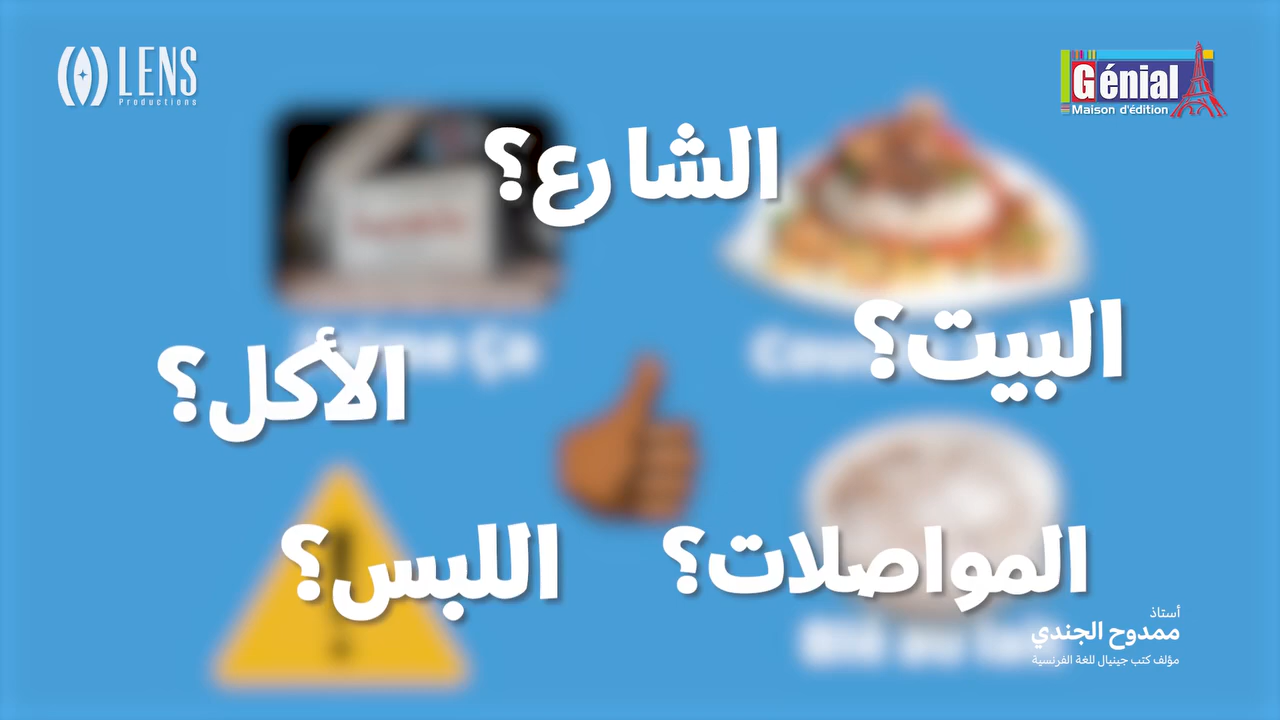 LENS
Productions
Génial
Maison d'édition
الشارع؟
البيت؟
الأكل؟
اللبس؟
المواصلات؟
أستاذ
ممدوح الجندي
مؤلف كتب جينيال للغة الفرنسية